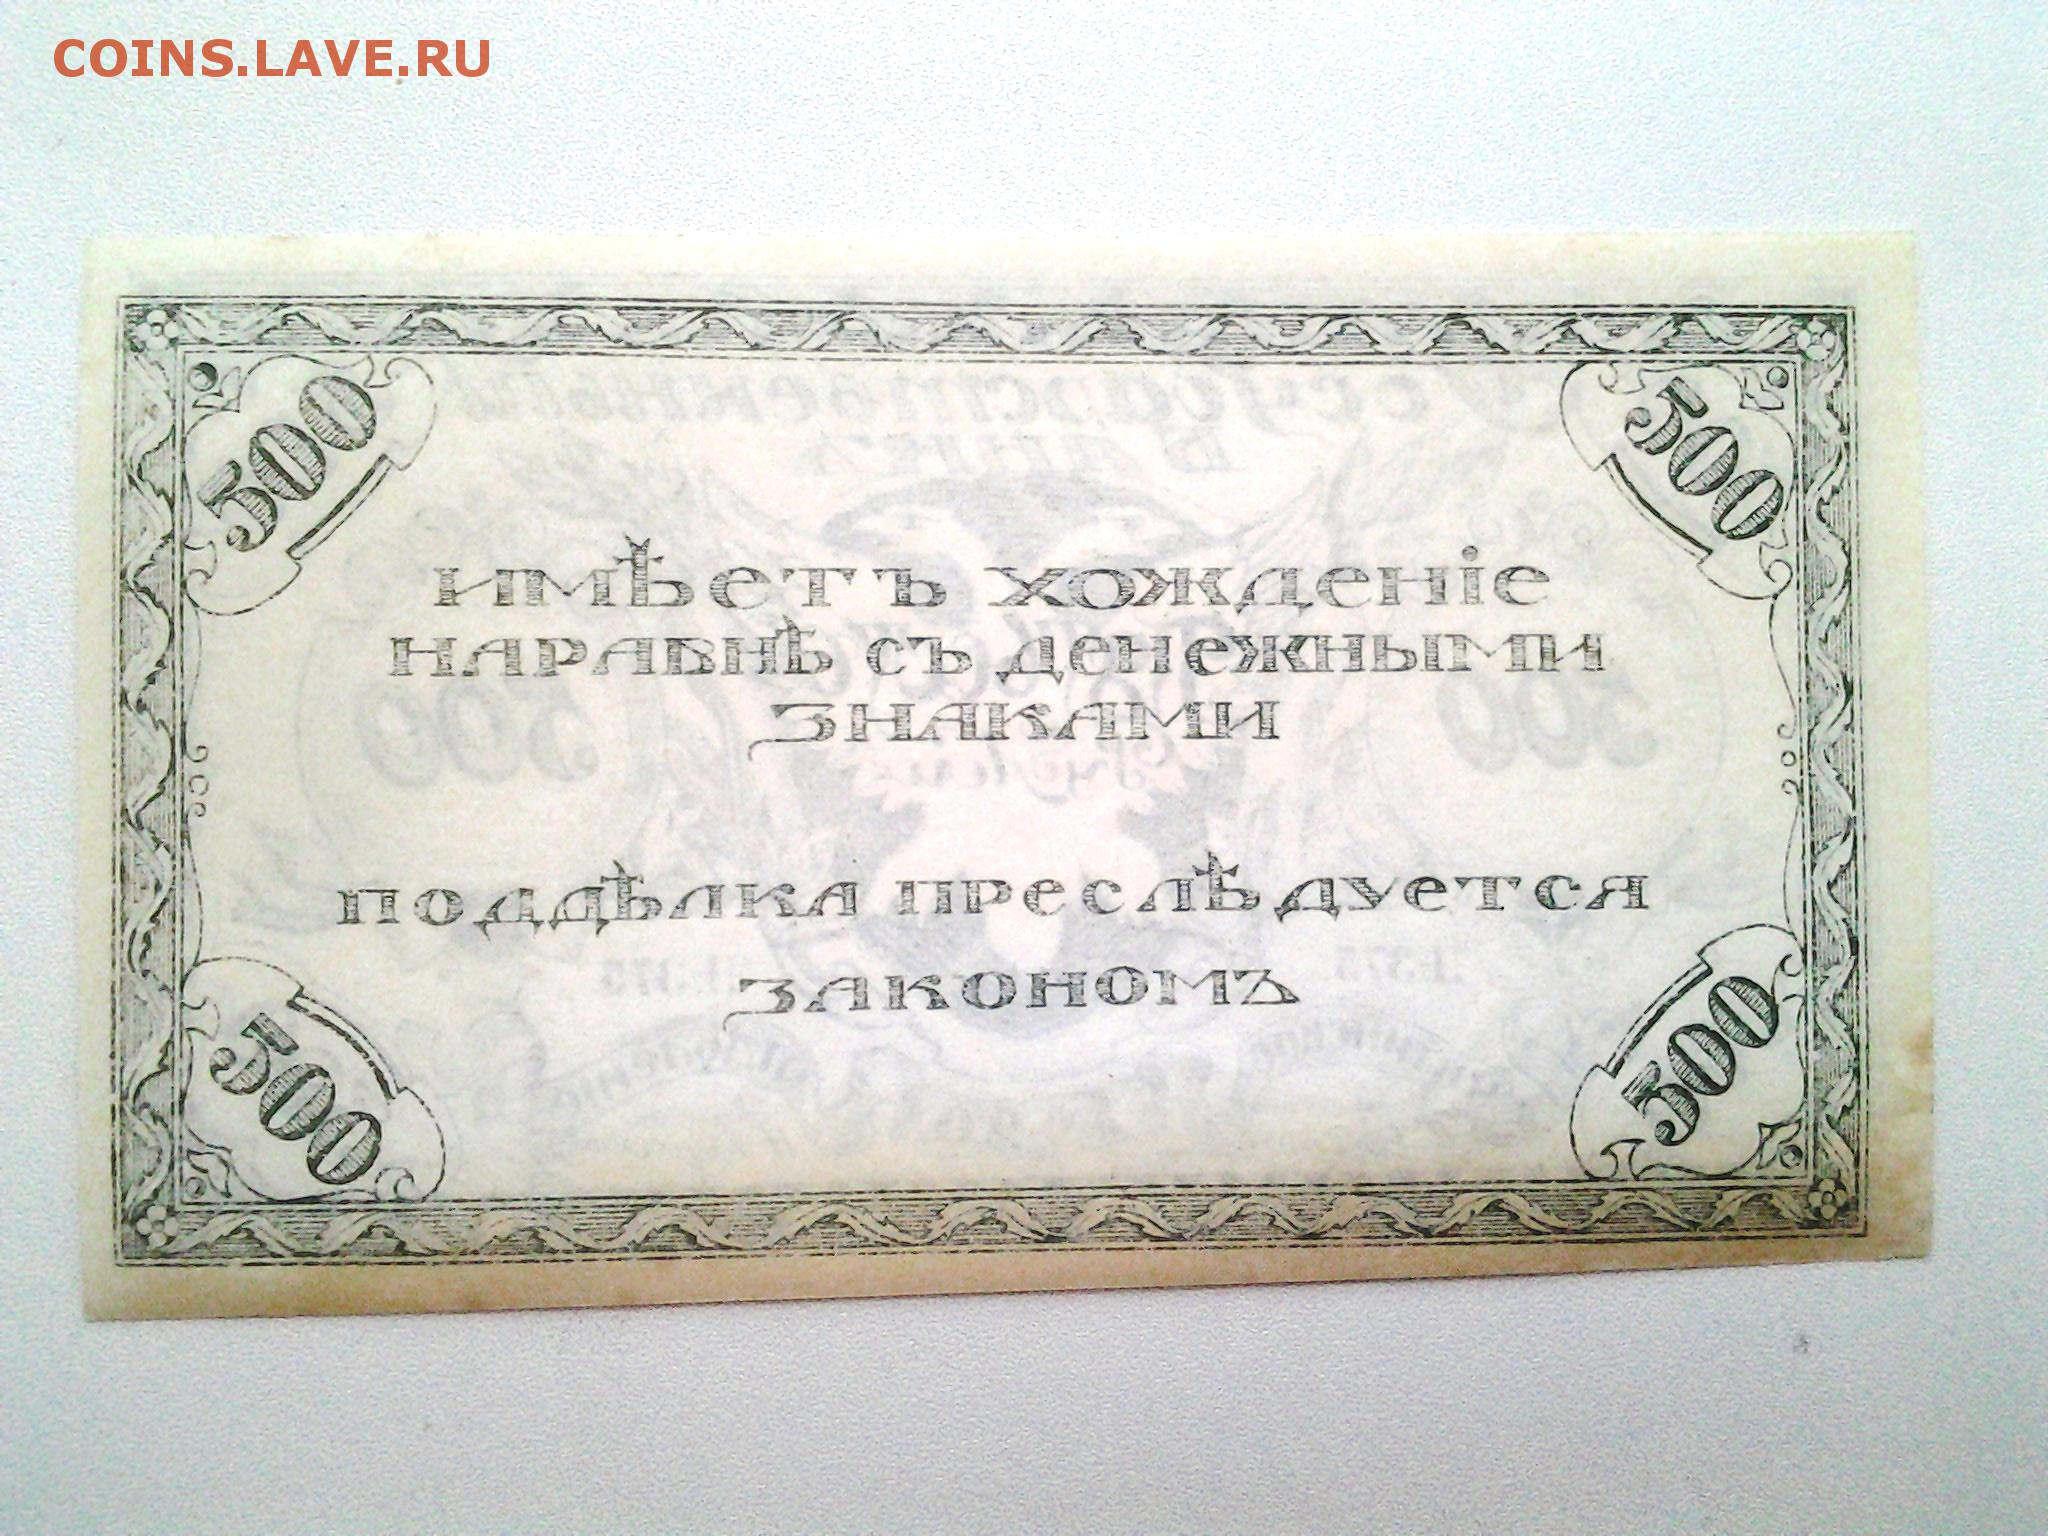 COINS.LAVE.RU
500
500
имѣетъ хожденіе
наравнѣ съ денежными
знаками
поддѣлка преслѣдуется
закономъ
500
500